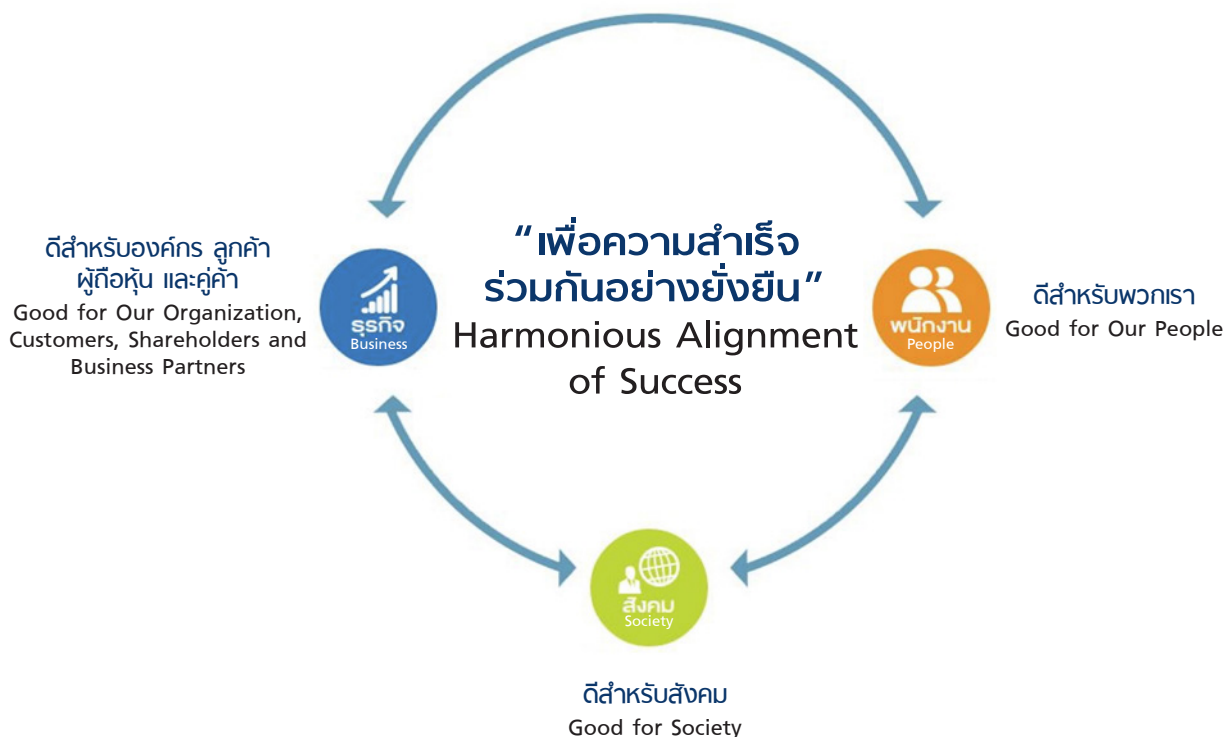 ดีสำหรับองค์กร ลูกค้า
ผู้ถือหุ้น และคู่ค้า
Good for Our Organization,
Customers, Shareholders and
Business Partners
ธุรกิจ
Business
“เพื่อความสำเร็จ
ร่วมกันอย่างยั่งยืน”
Harmonious Alignment
of Success
พนักงาน
People
ดีสำหรับพวกเรา
Good for Our People
สังคม
Society
ดีสำหรับสังคม
Good for Society